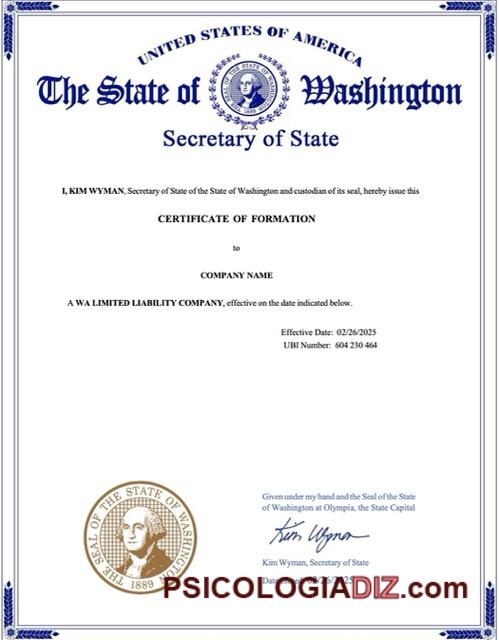 UNITED STATES OF AMERICA
The State of Washington
Secretary of State
I, KIM WYMAN, Secretary of State of the State of Washington and custodian of its seal, hereby issue this
CERTIFICATE OF FORMATION
to
COMPANY NAME
A WA LIMITED LIABILITY COMPANY, effective on the date indicated below.
Effective Date: 02/26/2025
UBI Number: 604 230 464
THE SEAL OF THE STATE OF WASHINGTON
1889
Given under my hand and the Seal of the State
of Washington at Olympia, the State Capital
Kim Wyman
Kim Wyman, Secretary of State
Date Issued: 02/26/2025
PSICOLOGIADIZ.com